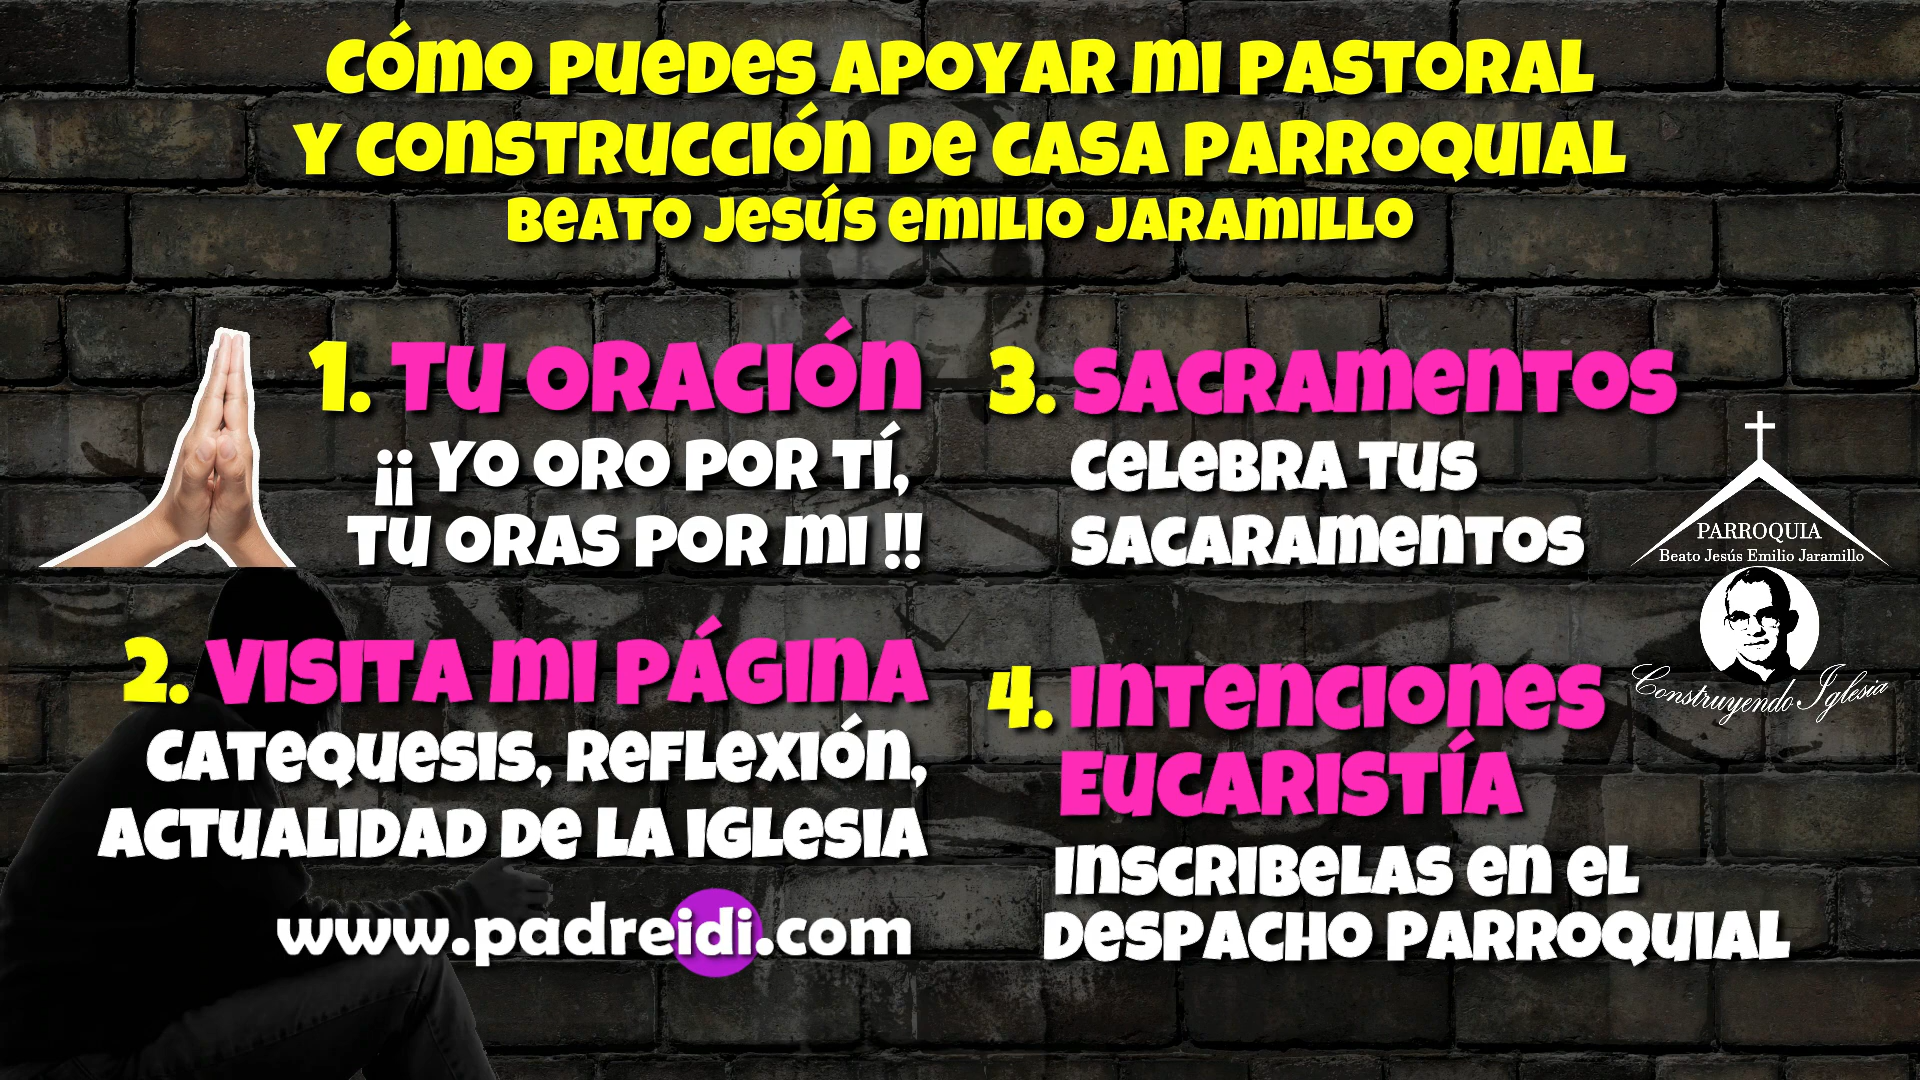 CÓMO PUEDES APOYAR MI PASTORAL
Y CONSTRUCCIÓN DE CASA PARROQUIAL
BEATO JESÚS EMILIO JARAMILLO
1. TU ORACIÓN
¡¡ YO ORO POR TÍ,
TU ORAS POR MI !!
2. VISITA MI PÁGINA
CATEQUESIS, REFLEXIÓN,
ACTUALIDAD DE LA IGLESIA
www.padreidi.com
3. SACRAMENTOS
CELEBRA TUS
SACARAMENTOS
4. INTENCIONES
EUCARISTÍA
INSCRIBELAS EN EL
DESPACHO PARROQUIAL
PARROQUIA
Beato Jesús Emilio Jaramillo
Construyendo Iglesia